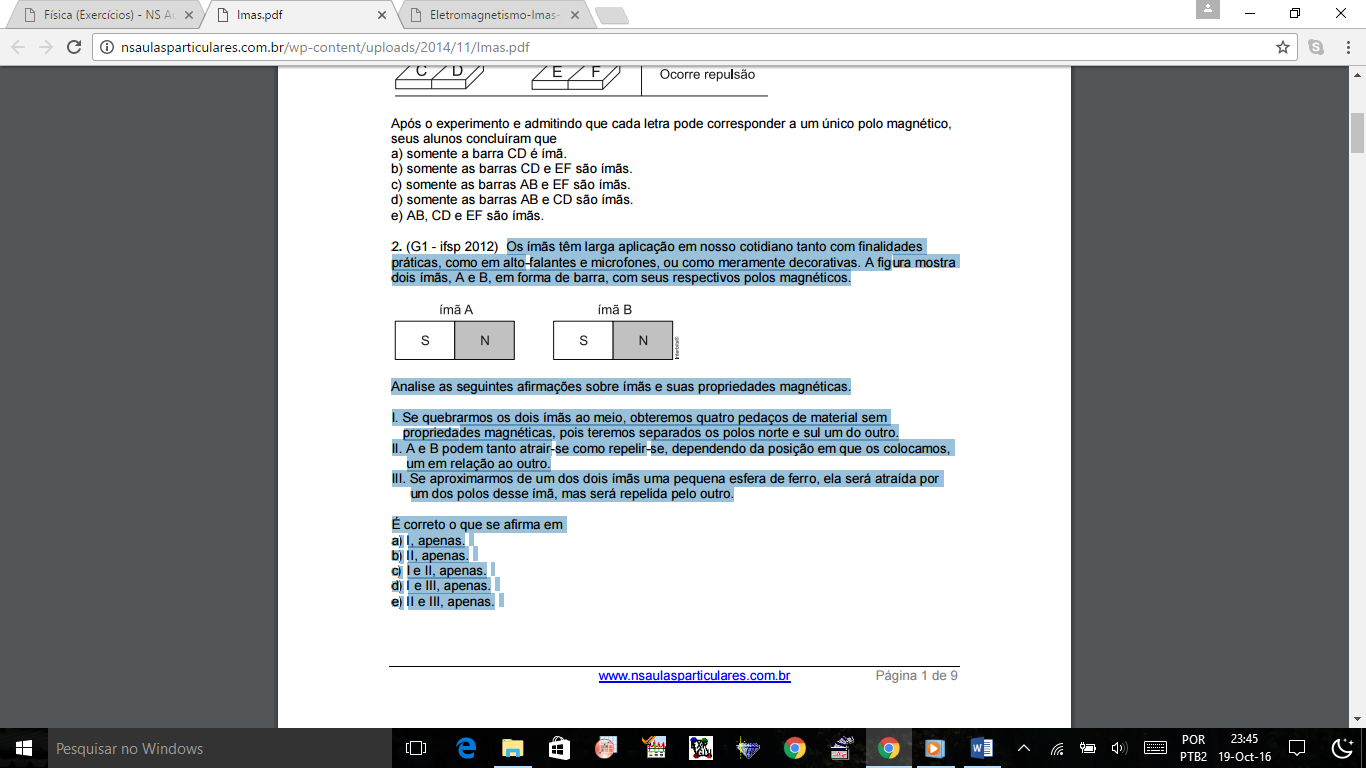 Física (Exercícios) - NS Au
Imas.pdf
Eletromagnetismo-Imas-
nsaulasparticulares.com.br/wp-content/uploads/2014/11/Imas.pdf
C D E F Ocorre repulsão
Após o experimento e admitindo que cada letra pode corresponder a um único polo magnético,
seus alunos concluíram que
a) somente a barra CD é ímã.
b) somente as barras CD e EF são ímãs.
c) somente as barras AB e EF são ímãs.
d) somente as barras AB e CD são ímãs.
e) AB, CD e EF são ímãs.
2. (G1 - ifsp 2012) Os ímãs têm larga aplicação em nosso cotidiano tanto com finalidades
práticas, como em alto-falantes e microfones, ou como meramente decorativas. A figura mostra
dois ímãs, A e B, em forma de barra, com seus respectivos polos magnéticos.
ímã A ímã B
S N S N
Analise as seguintes afirmações sobre ímãs e suas propriedades magnéticas.
I. Se quebrarmos os dois ímãs ao meio, obteremos quatro pedaços de material sem
propriedades magnéticas, pois teremos separados os polos norte e sul um do outro.
II. A e B podem tanto atrair-se como repelir-se, dependendo da posição em que os colocamos,
um em relação ao outro.
III. Se aproximarmos de um dos dois ímãs uma pequena esfera de ferro, ela será atraída por
um dos polos desse ímã, mas será repelida pelo outro.
É correto o que se afirma em
a) I, apenas.
b) II, apenas.
c) I e II, apenas.
d) I e III, apenas.
e) II e III, apenas.
www.nsaulasparticulares.com.br Página 1 de 9
Pesquisar no Windows
POR
PTB2
23:45
19-Oct-16